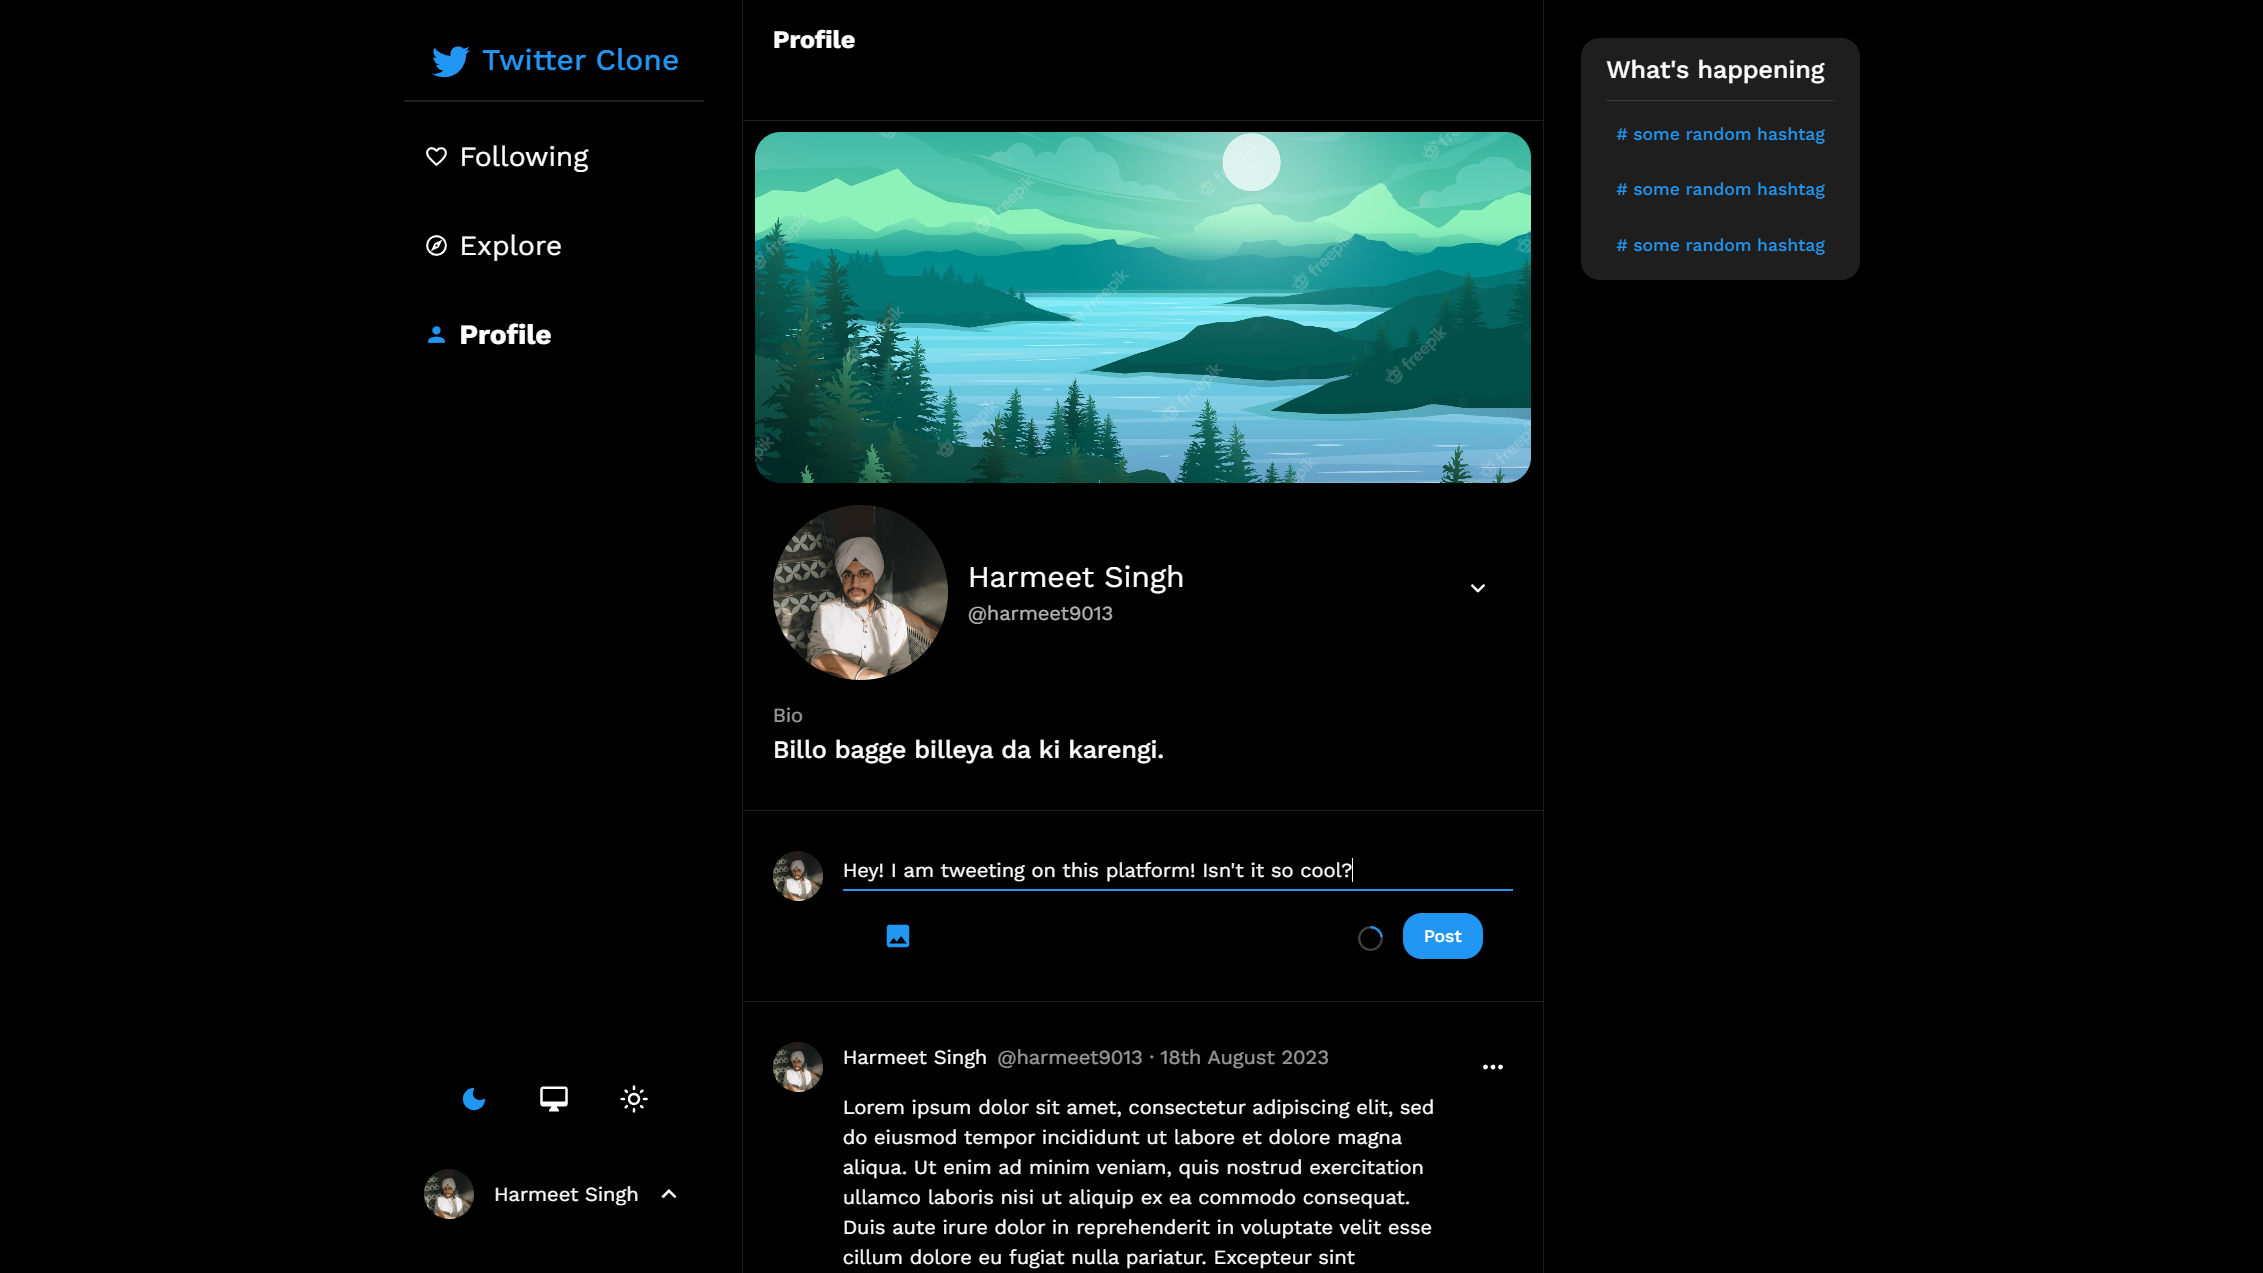 Twitter Clone
Following
Explore
Profile
Harmeet Singh
Profile
freepik
freepik
freepik
freepik
freepik
Harmeet Singh
@harmeet9013
Bio
Billo bagge billeya da ki karengi.
Hey! I am tweeting on this platform! Isn't it so cool?
Post
Harmeet Singh @harmeet9013 · 18th August 2023
Lorem ipsum dolor sit amet, consectetur adipiscing elit, sed
do eiusmod tempor incididunt ut labore et dolore magna
aliqua. Ut enim ad minim veniam, quis nostrud exercitation
ullamco laboris nisi ut aliquip ex ea commodo consequat.
Duis aute irure dolor in reprehenderit in voluptate velit esse
cillum dolore eu fugiat nulla pariatur. Excepteur sint
What's happening
# some random hashtag
# some random hashtag
# some random hashtag